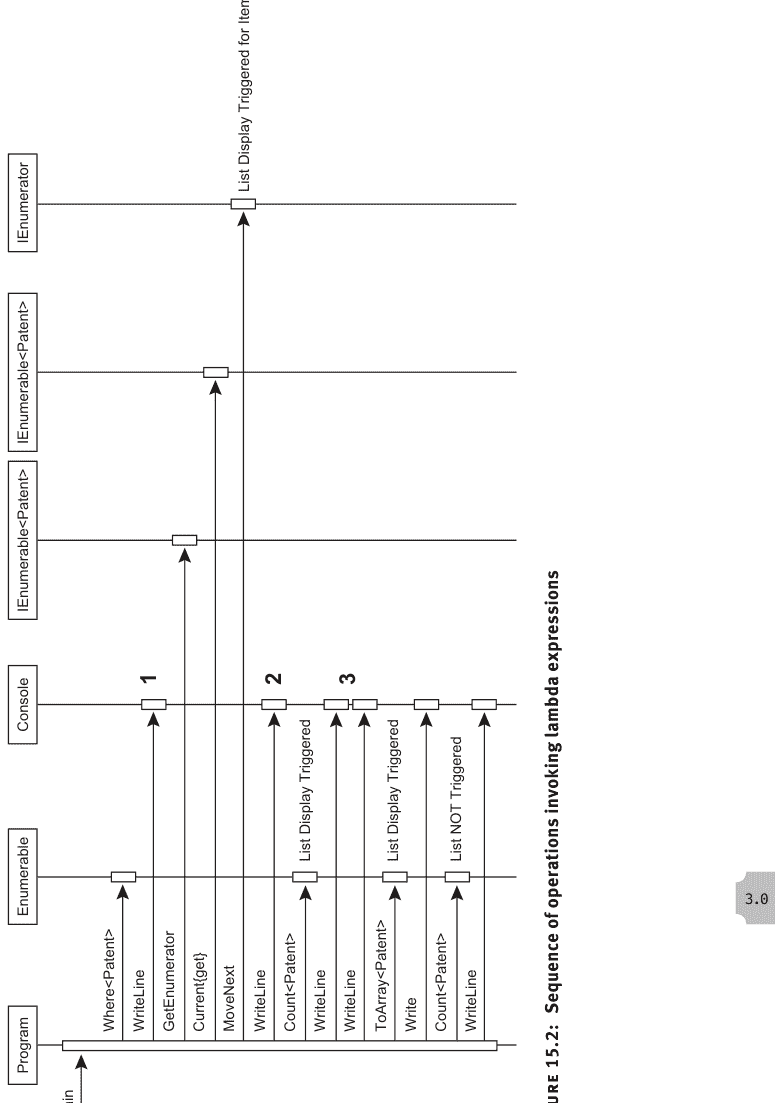 Program
Enumerable
Console
IEnumerable<Patent>
IEnumerable<Patent>
IEnumerator
ain
Where<Patent>
WriteLine
1
GetEnumerator
Current{get}
MoveNext
List Display Triggered for Item
WriteLine
2
Count<Patent>
List Display Triggered
WriteLine
WriteLine
3
ToArray<Patent>
List Display Triggered
Write
Count<Patent>
List NOT Triggered
WriteLine
URE 15.2: Sequence of operations invoking lambda expressions
3.0